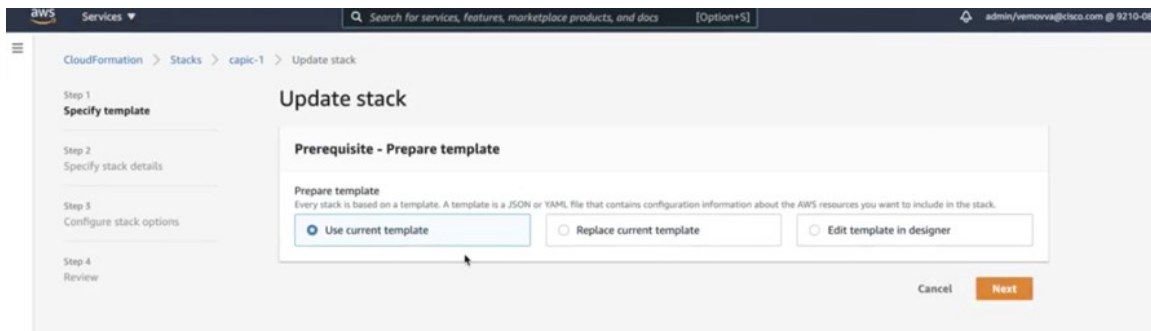 aws Services ▼ Search for services, features, marketplace products, and docs [Option+S] admin/vemovva@cisco.com @ 9210-08
CloudFormation > Stacks > capic-1 > Update stack
Step 1
Specify template
Step 2
Specify stack details
Step 3
Configure stack options
Step 4
Review
Update stack
Prerequisite - Prepare template
Prepare template
Every stack is based on a template. A template is a JSON or YAML file that contains configuration information about the AWS resources you want to include in the stack.
Use current template
Replace current template
Edit template in designer
Cancel Next